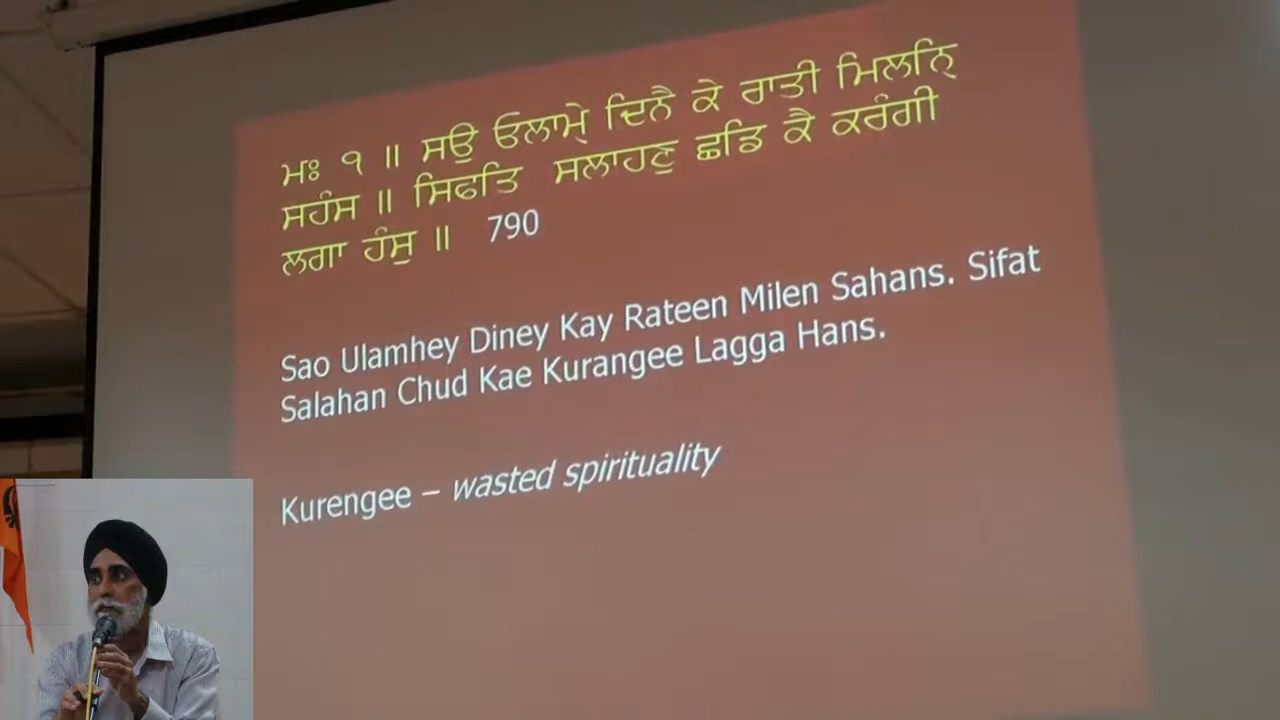 ਮਃ ੧ ॥ ਸਉ ਓਲਾਮ੍ਹੇ ਦਿਨੈ ਕੇ ਰਾਤੀ ਮਿਲਨ੍ਹਿ
ਸਹੰਸ ॥ ਸਿਫਤਿ ਸਲਾਹਣੁ ਛਡਿ ਕੈ ਕਰੰਗੀ
ਲਗਾ ਹੰਸੁ ॥ 790
Sao Ulamhey Diney Kay Rateen Milen Sahans. Sifat
Salahan Chud Kae Kurangee Lagga Hans.
Kurengee – wasted spirituality